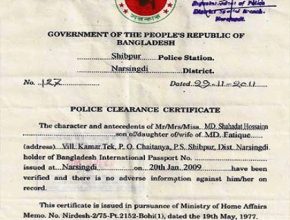 GOVERNMENT OF THE PEOPLE'S REPUBLIC OF
BANGLADESH
Shibpur Police Station.
Narsingdi District.
No. 127 Dated 29-11-2011
POLICE CLEARANCE CERTIFICATE
The character and antecedents of Mr/Mrs/Miss MD. Shahadat Hossain
son of/daughter of/wife of MD. Fatique
(Address) Vill. Kamar Tek, P.O. Chaitanya, P.S. Shibpur, Dist. Narsingdi
holder of Bangladesh International Passport No.
issued at Narsingdi on 20th Jan. 2009 have been
verified and there is no adverse information against him/her on
record.
This certificate is issued in pursuance of Ministry of Home Affairs
Memo No. Nirdesh-2/75-Pt.2152-Bohi(1), dated the 19th May, 1977.